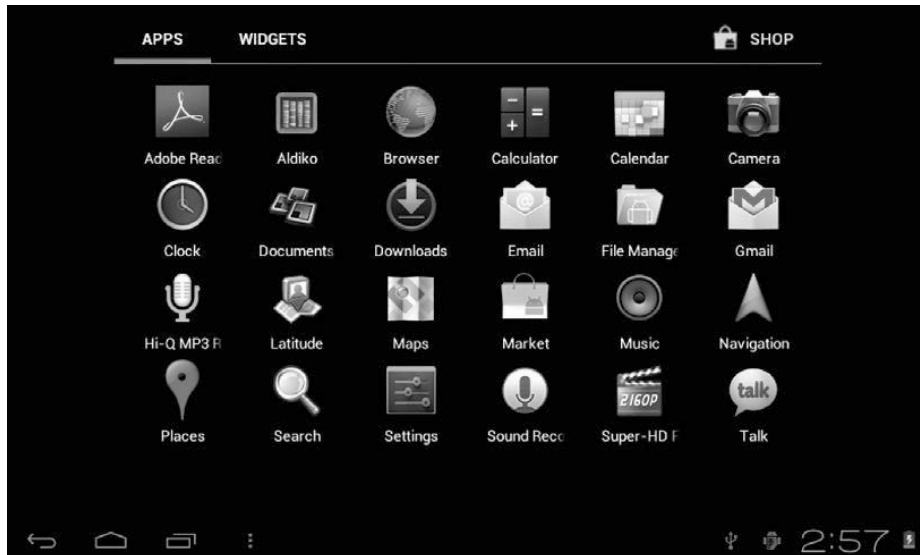 APPS WIDGETS SHOP
Adobe Read Aldiko Browser Calculator Calendar Camera
@
Clock Documents Downloads Email File Manage Gmail
Hi-Q MP3 R Latitude Maps Market Music Navigation
2160P talk
Places Search Settings Sound Reco Super-HD F Talk
2:57